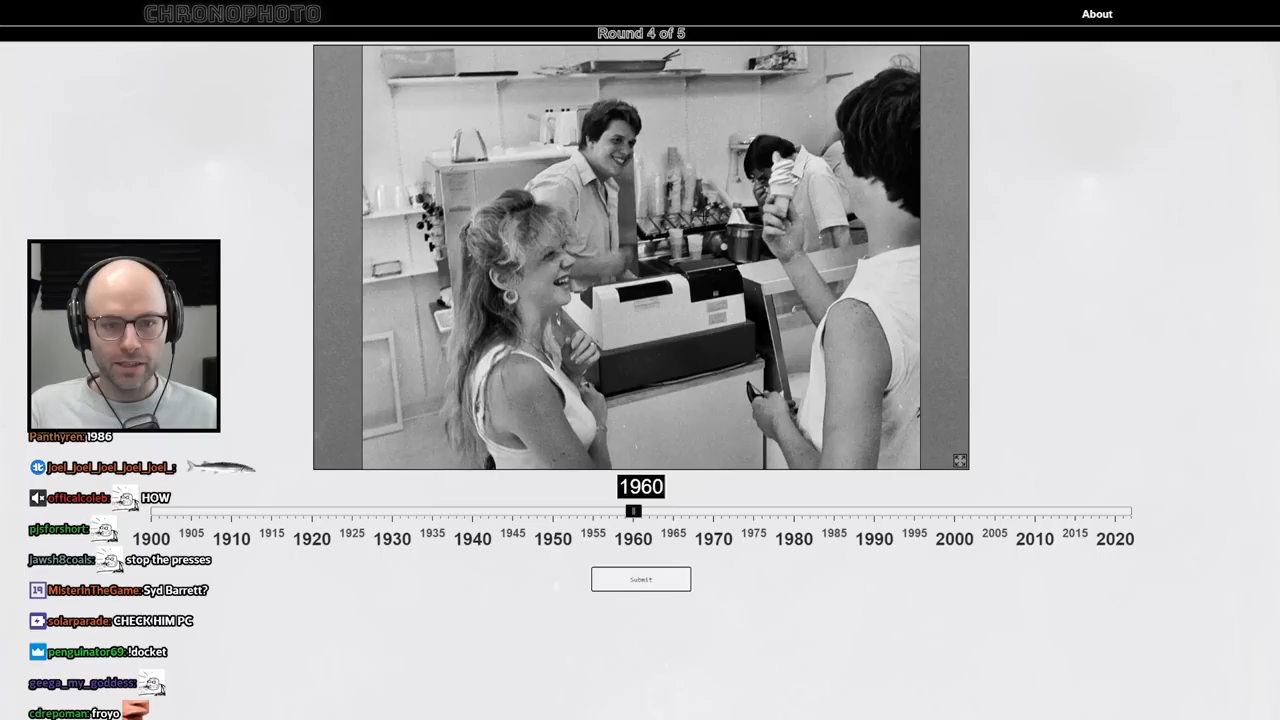 CHRONOPHOTO
About
Round 4 of 5
Panthyren: 1986
Joel_Joel_Joel_Joel_Joel_:
officalcoleb: HOW
pjsforshort:
Jawsh8coals: stop the presses
MisterInTheGame: Syd Barrett?
solarparade: CHECK HIM PC
penguinator69: !docket
geega_my_goddess:
cdrepoman: froyo
1960
1900 1905 1910 1915 1920 1925 1930 1935 1940 1945 1950 1955 1960 1965 1970 1975 1980 1985 1990 1995 2000 2005 2010 2015 2020
Submit